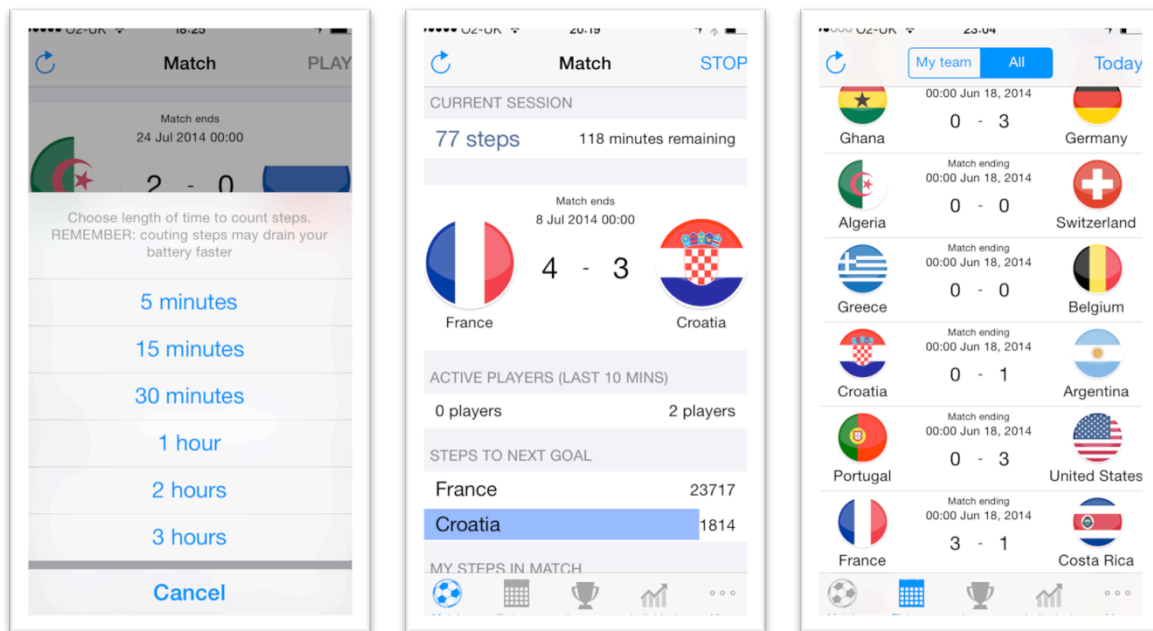 O2-UK 18:25
Match PLAY
Match ends
24 Jul 2014 00:00
2 - 0
Choose length of time to count steps.
REMEMBER: couting steps may drain your
battery faster
5 minutes
15 minutes
30 minutes
1 hour
2 hours
3 hours
Cancel
O2-UK 20:19
Match STOP
CURRENT SESSION
77 steps 118 minutes remaining
Match ends
8 Jul 2014 00:00
4 - 3
France Croatia
ACTIVE PLAYERS (LAST 10 MINS)
0 players 2 players
STEPS TO NEXT GOAL
France 23717
Croatia 1814
MY STEPS IN MATCH
O2-UK 23:04
My team All Today
00:00 Jun 18, 2014
0 - 3
Ghana Germany
Match ending
00:00 Jun 18, 2014
0 - 0
Algeria Switzerland
Match ending
00:00 Jun 18, 2014
0 - 0
Greece Belgium
Match ending
00:00 Jun 18, 2014
0 - 1
Croatia Argentina
Match ending
00:00 Jun 18, 2014
0 - 3
Portugal United States
Match ending
00:00 Jun 18, 2014
3 - 1
France Costa Rica